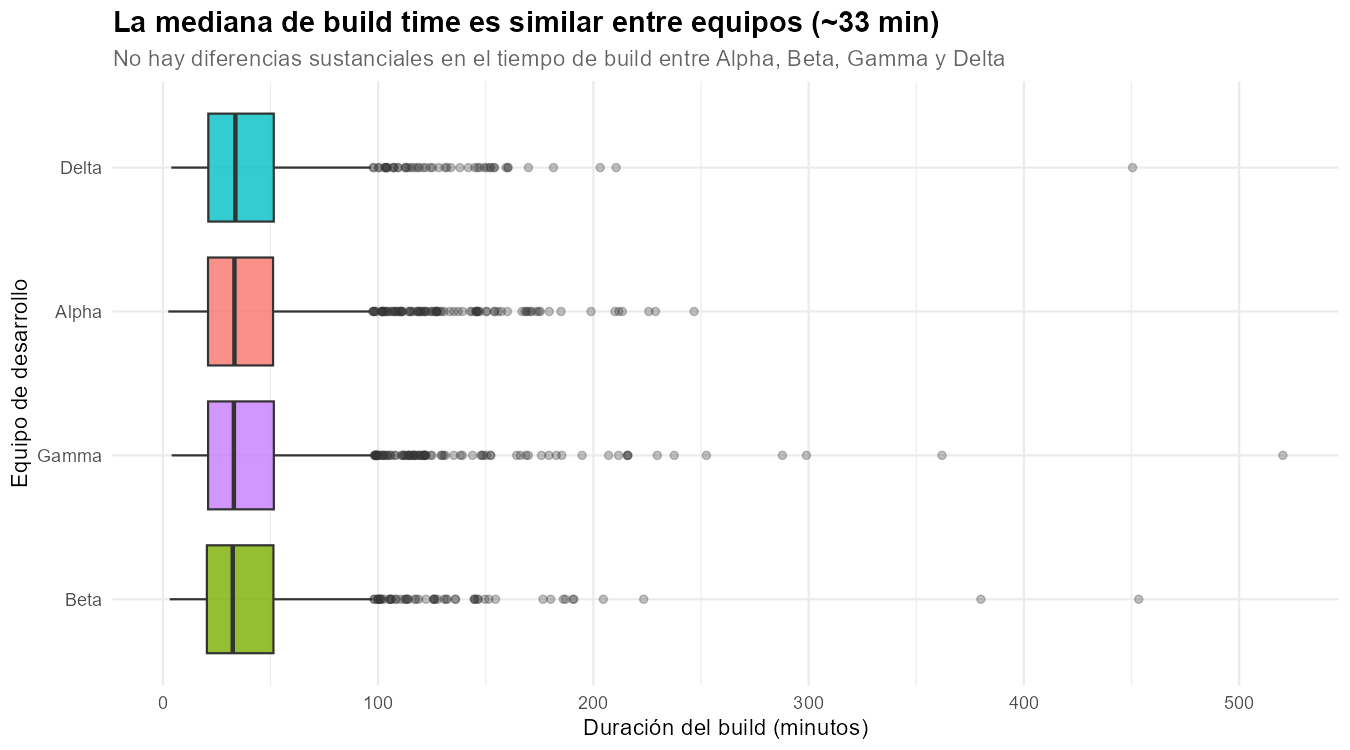 La mediana de build time es similar entre equipos (~33 min)
No hay diferencias sustanciales en el tiempo de build entre Alpha, Beta, Gamma y Delta
Equipo de desarrollo
Delta
Alpha
Gamma
Beta
0 100 200 300 400 500
Duración del build (minutos)